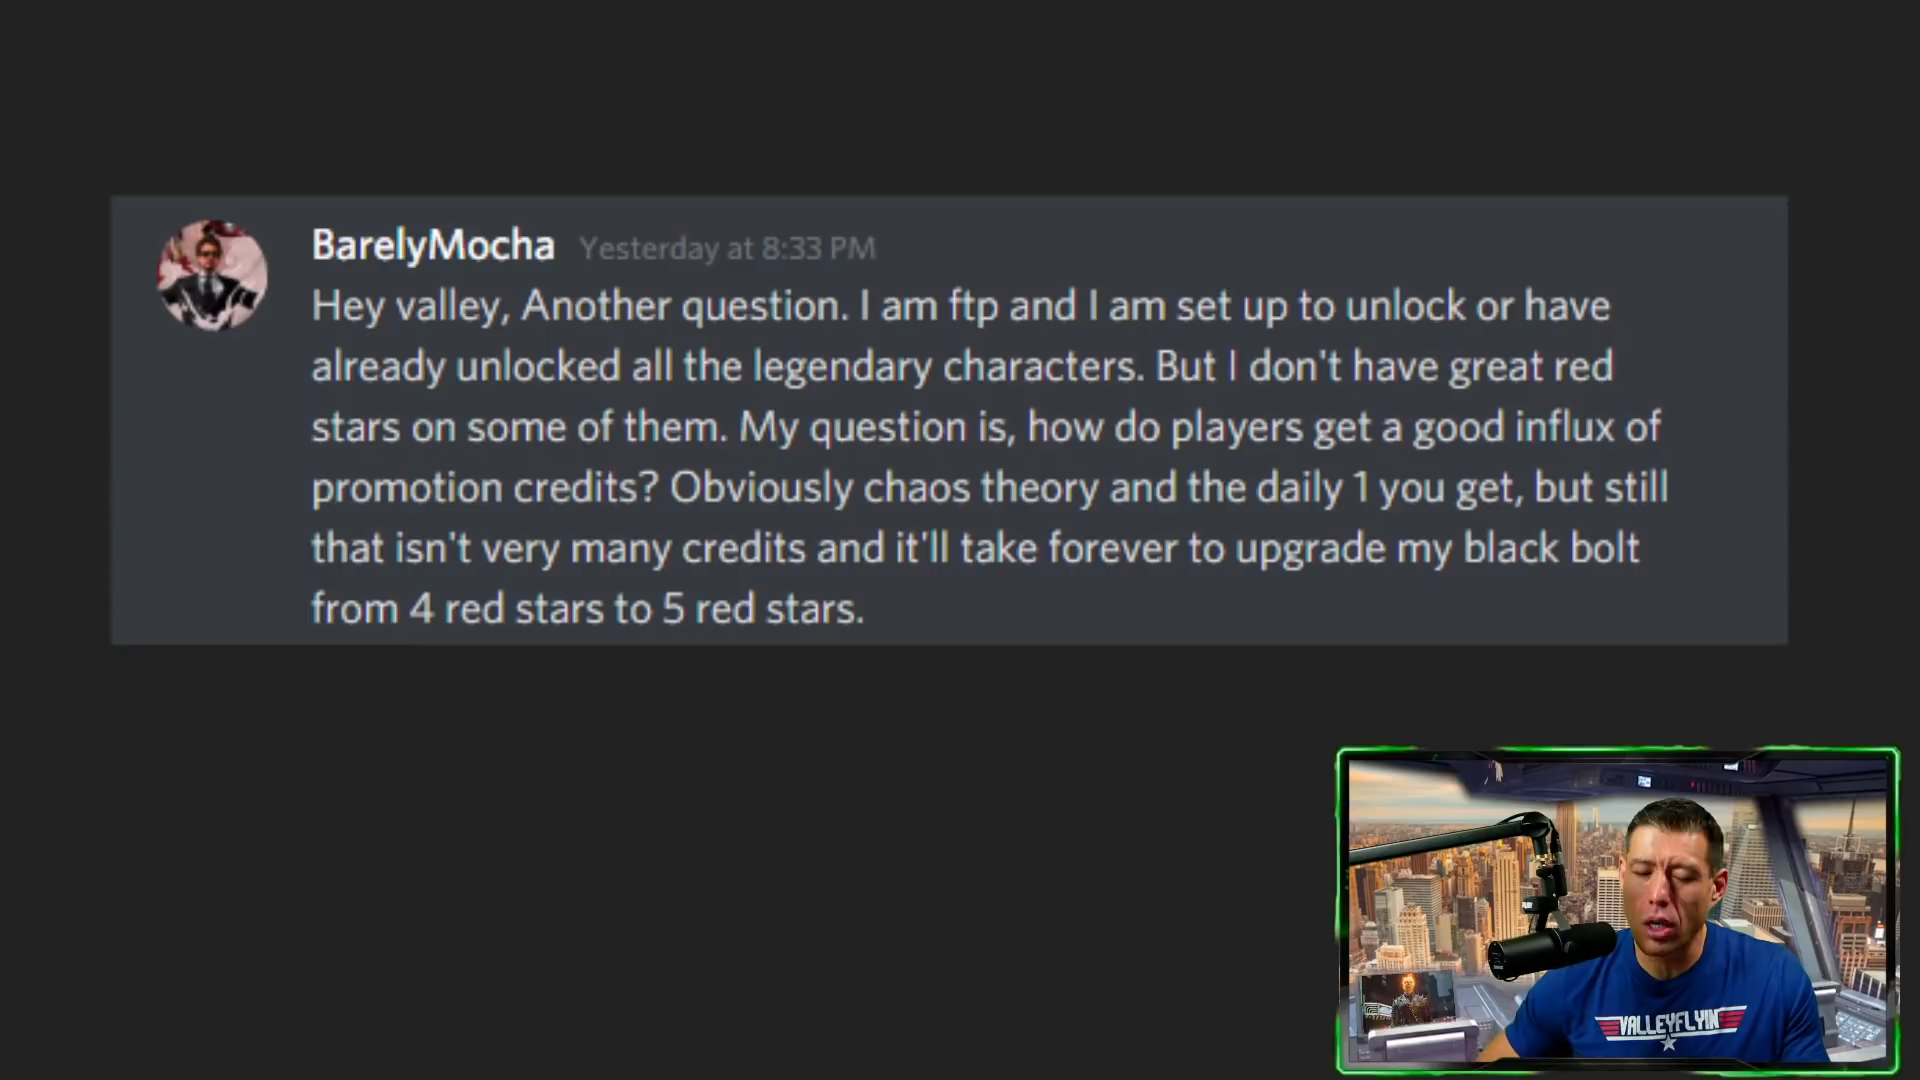 BarelyMocha Yesterday at 8:33 PM
Hey valley, Another question. I am ftp and I am set up to unlock or have
already unlocked all the legendary characters. But I don't have great red
stars on some of them. My question is, how do players get a good influx of
promotion credits? Obviously chaos theory and the daily 1 you get, but still
that isn't very many credits and it'll take forever to upgrade my black bolt
from 4 red stars to 5 red stars.
VALLEYFLYIN